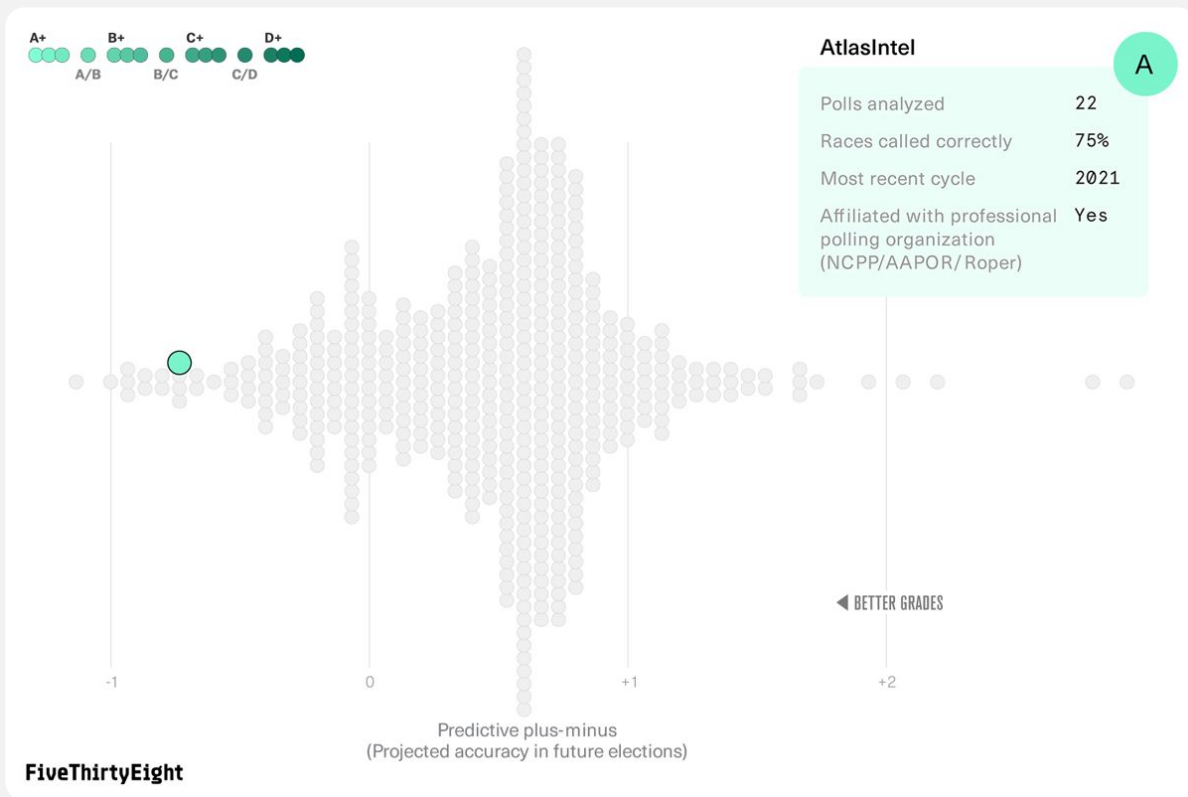 A+ B+ C+ D+
A/B B/C C/D
AtlasIntel
A
Polls analyzed 22
Races called correctly 75%
Most recent cycle 2021
Affiliated with professional Yes
polling organization
(NCPP/AAPOR/Roper)
BETTER GRADES
-1 0 +1 +2
Predictive plus-minus
(Projected accuracy in future elections)
FiveThirtyEight